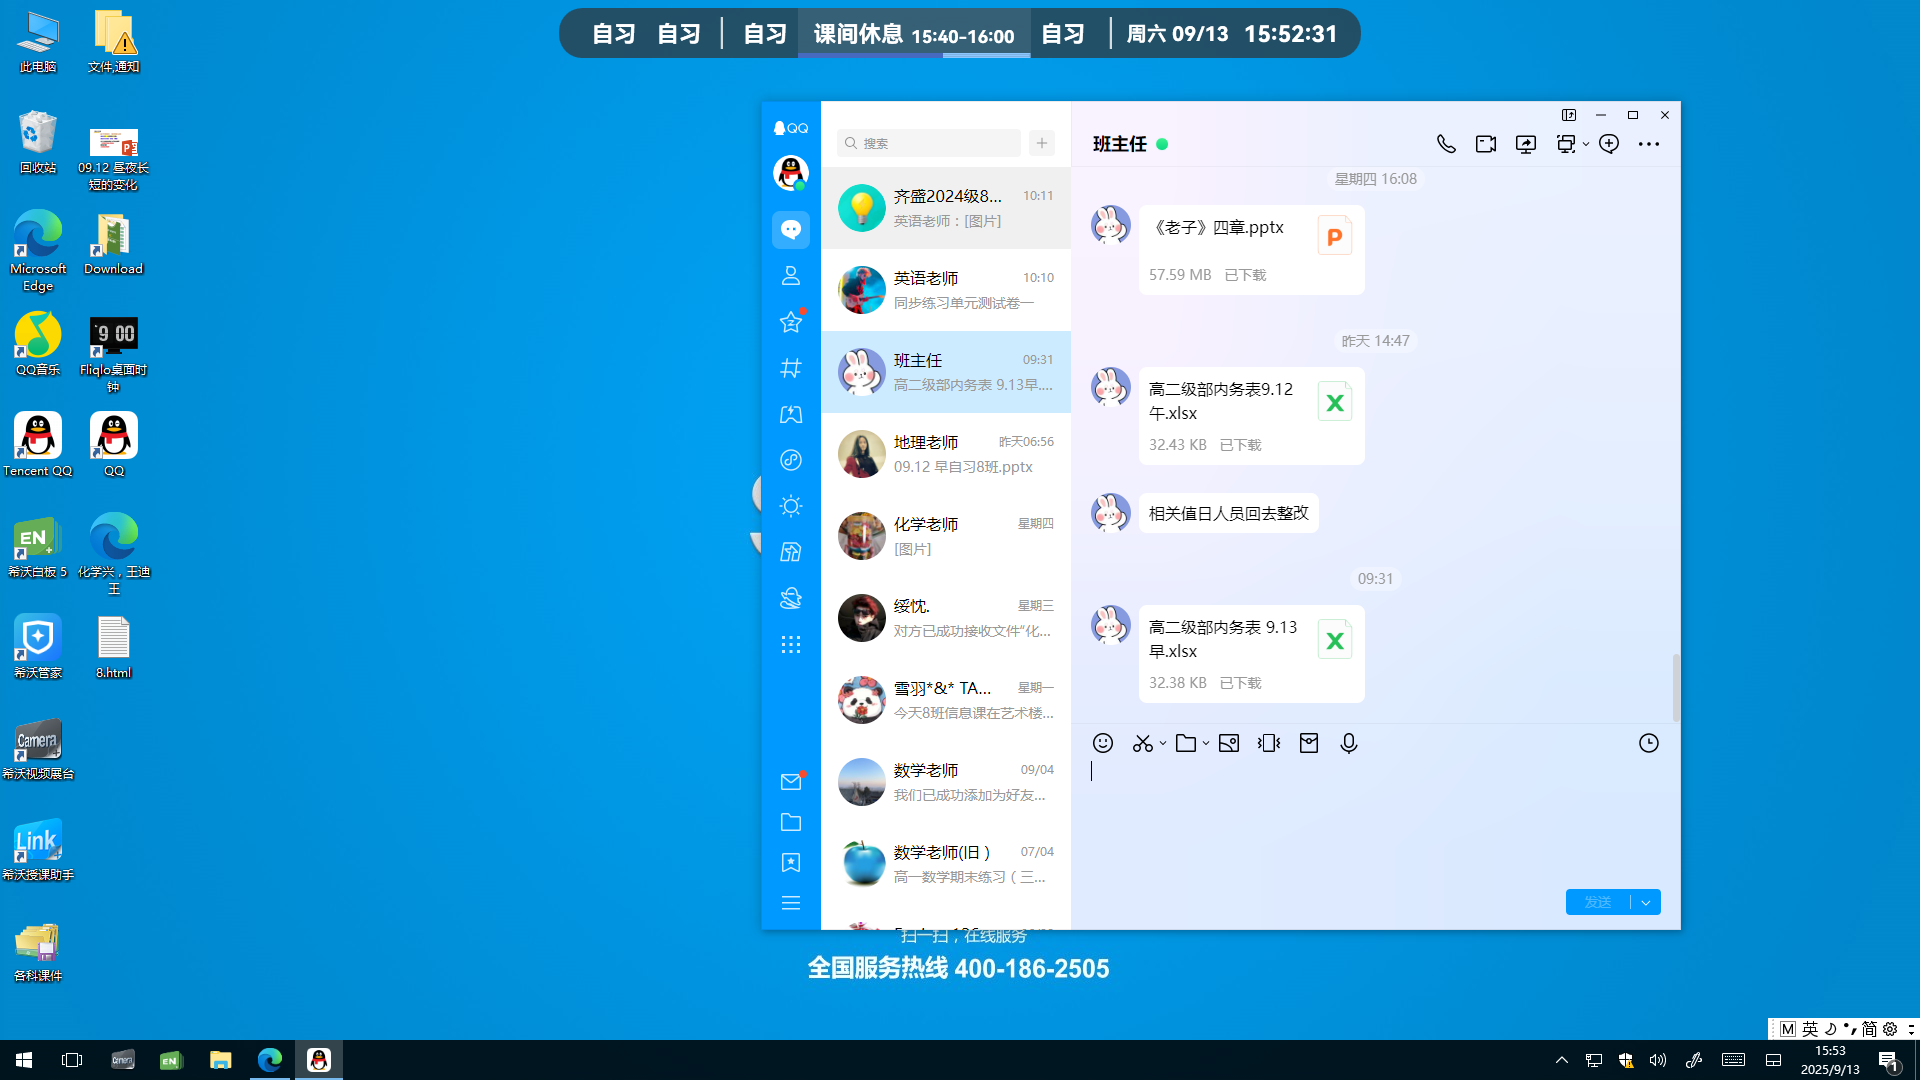 自习 自习 自习 课间休息 15:40-16:00 自习 周六 09/13 15:52:31
此电脑
文件,通知
回收站
09.12 昼夜长短的变化
Microsoft Edge
Download
QQ音乐
Fliqlo桌面时钟
Tencent QQ
QQ
希沃白板 5
化学兴，王迪王
希沃管家
8.html
希沃视频展台
希沃授课助手
各科课件
QQ
搜索
齐盛2024级8... 10:11
英语老师：[图片]
英语老师 10:10
同步练习单元测试卷一
班主任 09:31
高二级部内务表 9.13早....
地理老师 昨天06:56
09.12 早自习8班.pptx
化学老师 星期四
[图片]
绥忱. 星期三
对方已成功接收文件“化...
雪羽*&* TA... 星期一
今天8班信息课在艺术楼...
数学老师 09/04
我们已成功添加为好友...
数学老师(旧） 07/04
高一数学期末练习（三...
班主任
星期四 16:08
《老子》四章.pptx
57.59 MB 已下载
昨天 14:47
高二级部内务表9.12
午.xlsx
32.43 KB 已下载
相关值日人员回去整改
09:31
高二级部内务表 9.13
早.xlsx
32.38 KB 已下载
发送
扫一扫，在线服务
全国服务热线 400-186-2505
M 英 简
15:53
2025/9/13
1